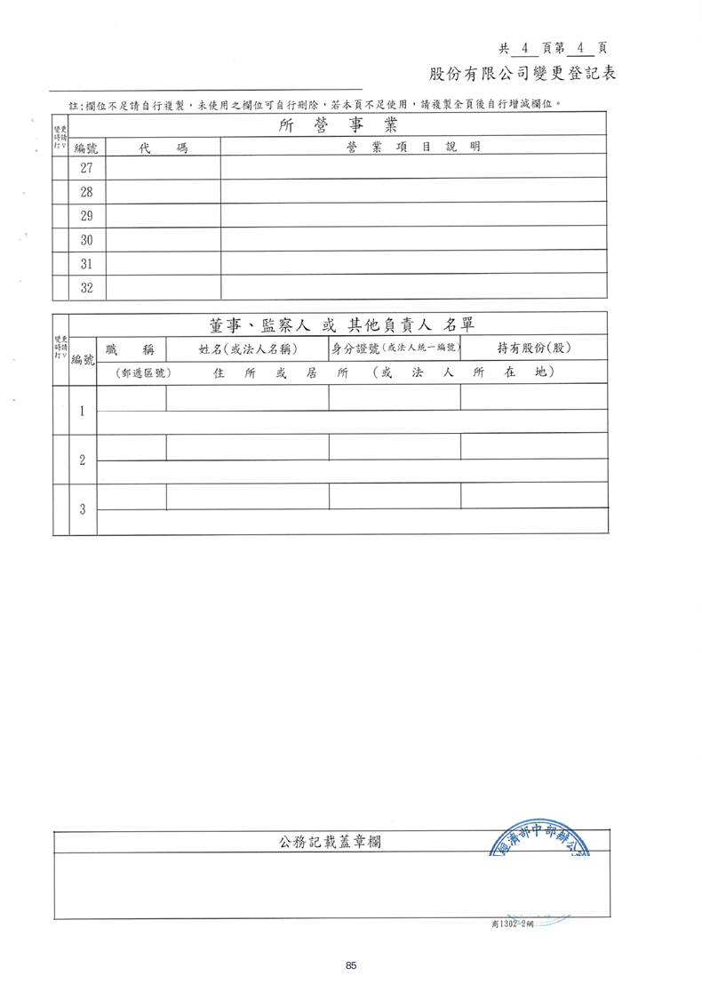 共 4 頁第 4 頁
股份有限公司變更登記表
註:欄位不足請自行複製，未使用之欄位可自行刪除，若本頁不足使用，請複製全頁後自行增減欄位。
變更時請打V
所營事業
編號 代碼 營業項目說明
27
28
29
30
31
32
變更時請打V
董事、監察人 或 其他負責人 名單
編號 職稱 姓名(或法人名稱) 身分證號(或法人統一編號) 持有股份(股)
(郵遞區號) 住所或居所(或法人所在地)
1
2
3
公務記載蓋章欄
經濟部中部辦公
商1302-2網
85